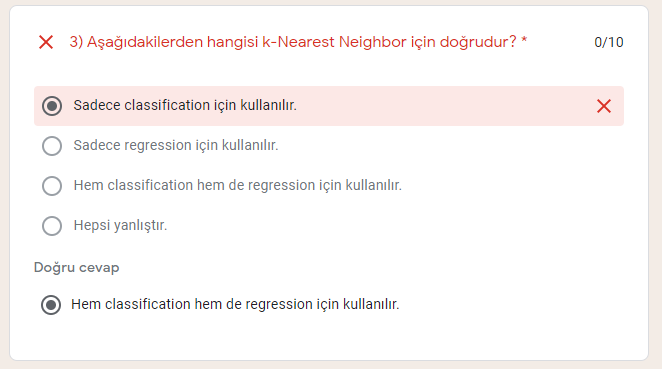 3) Aşağıdakilerden hangisi k-Nearest Neighbor için doğrudur? * 0/10
Sadece classification için kullanılır.
Sadece regression için kullanılır.
Hem classification hem de regression için kullanılır.
Hepsi yanlıştır.
Doğru cevap
Hem classification hem de regression için kullanılır.